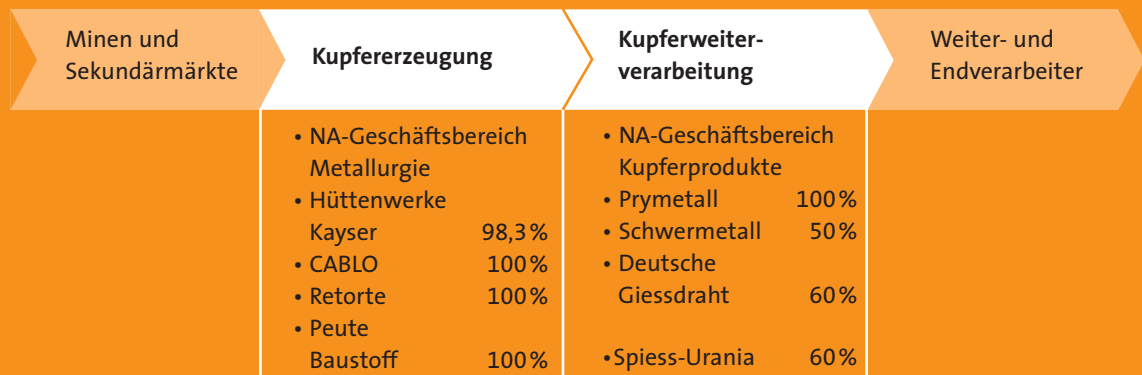 Minen und
Sekundärmärkte
Kupfererzeugung
Kupferweiter-
verarbeitung
Weiter- und
Endverarbeiter
• NA-Geschäftsbereich
Metallurgie
• Hüttenwerke
Kayser 98,3 %
• CABLO 100 %
• Retorte 100 %
• Peute
Baustoff 100 %
• NA-Geschäftsbereich
Kupferprodukte
• Prymetall 100 %
• Schwermetall 50 %
• Deutsche
Giessdraht 60 %
• Spiess-Urania 60 %